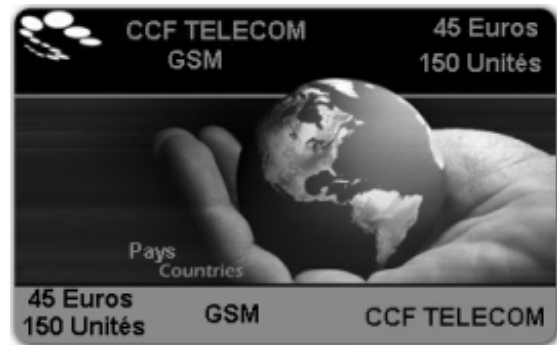 CCF TELECOM 45 Euros
GSM 150 Unités
Pays
Countries
45 Euros
150 Unités GSM CCF TELECOM